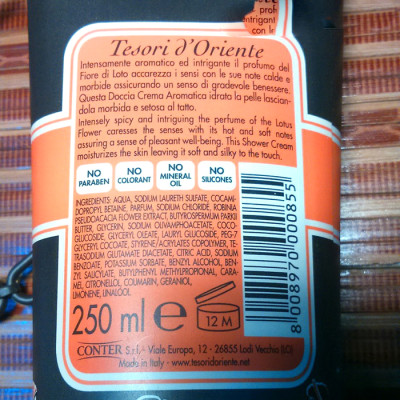 profi
entrigant
con le
Tesori d'Oriente
Intensamente aromatico ed intrigante il profumo del
Fiore di Loto accarezza i sensi con le sue note calde e
morbide assicurando un senso di gradevole benessere.
Questa Doccia Crema Aromatica idrata la pelle lascian-
dola morbida e setosa al tatto.
Intensely spicy and intriguing the perfume of the Lotus
Flower caresses the senses with its hot and soft notes
assuring a sense of pleasant well-being. This Shower Cream
moisturizes the skin leaving it soft and silky to the touch.
NO PARABEN
NO COLORANT
NO MINERAL OIL
NO SILICONES
INGREDIENTS: AQUA, SODIUM LAURETH SULFATE, COCAMI-
DOPROPYL BETAINE, PARFUM, SODIUM CHLORIDE, ROBINIA
PSEUDOACACIA FLOWER EXTRACT, BUTYROSPERMUM PARKII
BUTTER, GLYCERIN, SODIUM OLIVAMPHOACETATE, COCO-
GLUCOSIDE, GLYCERYL OLEATE, LAURYL GLUCOSIDE, PEG-7
GLYCERYL COCOATE, STYRENE/ACRYLATES COPOLYMER, TE-
TRASODIUM GLUTAMATE DIACETATE, CITRIC ACID, SODIUM
BENZOATE, POTASSIUM SORBATE, BENZYL ALCOHOL, BEN-
ZYL SALICYLATE, BUTYLPHENYL METHYLPROPIONAL, CARA-
MEL, CITRONELLOL, COUMARIN, GERANIOL,
LIMONENE, LINALOOL.
250 ml e
12 M
8 008970 000855
CONTER S.r.l. - Viale Europa, 12 - 26855 Lodi Vecchio (LO)
Made in Italy - www.tesoridoriente.net